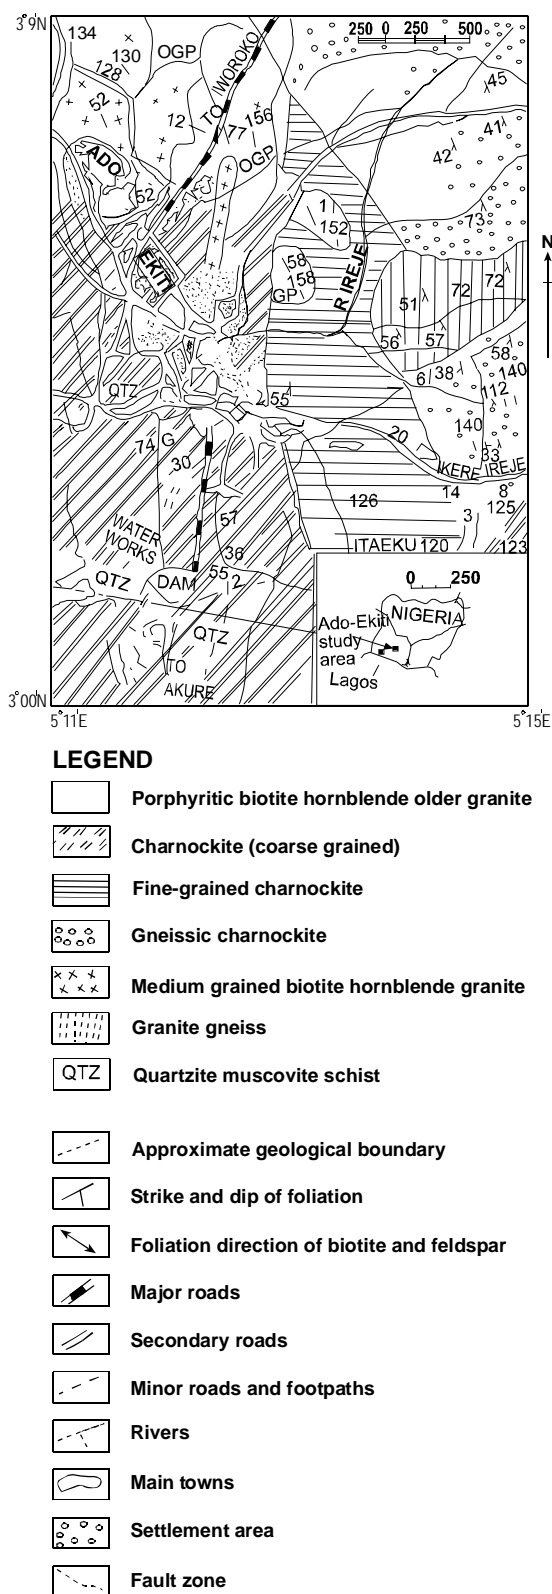 3°9N
134
130
128
OGP
52
12
TO IWOROKO
156
77
OGP
250 0 250 500
45
41
42
73
ADO
52
EKITI
1
152
58
158
GP
R IREJE
N
51
72
72
56
57
58
6
38
140
112
140
33
55
20
IKERE IREJE
QTZ
74
G
30
WATER
WORKS
57
36
126
14
8°
125
3
ITAEKU 120
123
QTZ
DAM
55
2
QTZ
TO
AKURE
0 250
NIGERIA
Ado-Ekiti
study
area
Lagos
3°00N
5°11E
5°15E
LEGEND
Porphyritic biotite hornblende older granite
Charnockite (coarse grained)
Fine-grained charnockite
Gneissic charnockite
Medium grained biotite hornblende granite
Granite gneiss
QTZ Quartzite muscovite schist
Approximate geological boundary
Strike and dip of foliation
Foliation direction of biotite and feldspar
Major roads
Secondary roads
Minor roads and footpaths
Rivers
Main towns
Settlement area
Fault zone